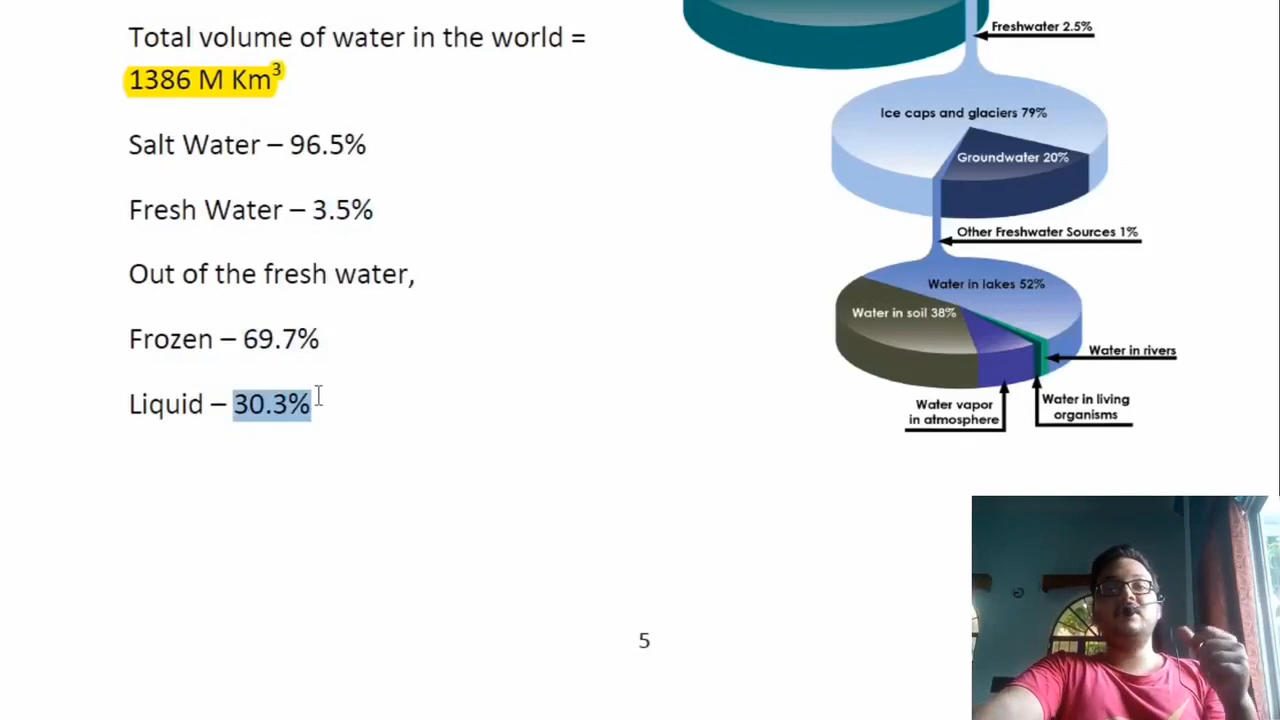 Total volume of water in the world =
1386 M Km³
Salt Water – 96.5%
Fresh Water – 3.5%
Out of the fresh water,
Frozen – 69.7%
Liquid – 30.3%
Freshwater 2.5%
Ice caps and glaciers 79%
Groundwater 20%
Other Freshwater Sources 1%
Water in lakes 52%
Water in soil 38%
Water in rivers
Water vapor
in atmosphere
Water in living
organisms
5